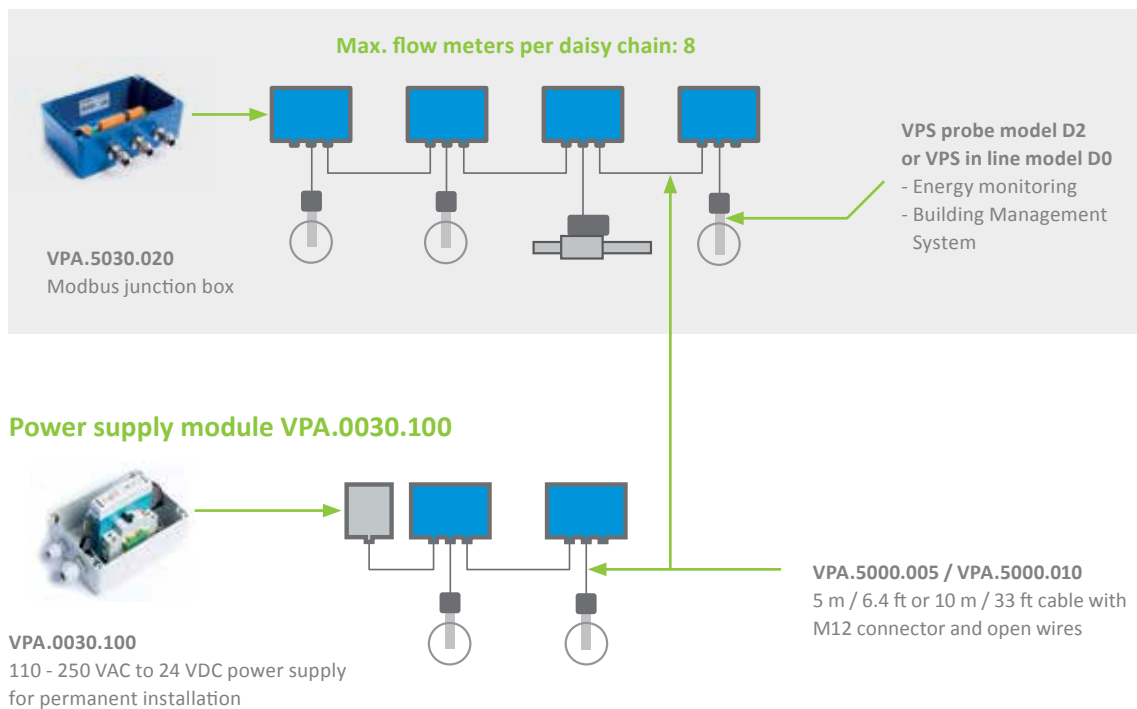 Max. flow meters per daisy chain: 8
VPS probe model D2
or VPS in line model D0
- Energy monitoring
- Building Management
System
VPA.5030.020
Modbus junction box
Power supply module VPA.0030.100
VPA.5000.005 / VPA.5000.010
5 m / 6.4 ft or 10 m / 33 ft cable with
M12 connector and open wires
VPA.0030.100
110 - 250 VAC to 24 VDC power supply
for permanent installation